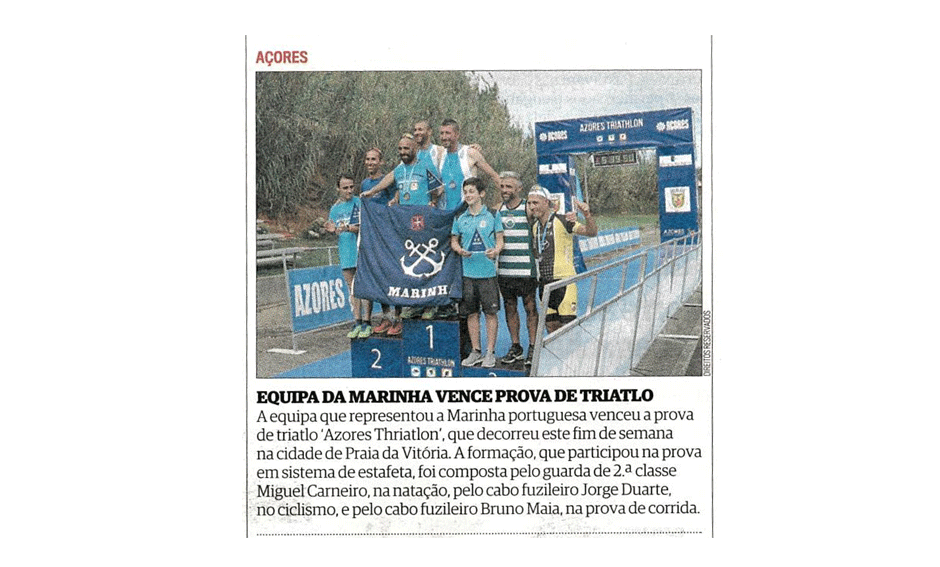 AÇORES
AÇORES
AÇORES
AZORES TRIATHLON
AZORES
AZORES
MARINH
2
1
AZORES TRIATHLON
DIREITOS RESERVADOS
EQUIPA DA MARINHA VENCE PROVA DE TRIATLO
A equipa que representou a Marinha portuguesa venceu a prova
de triatlo ‘Azores Thriatlon’, que decorreu este fim de semana
na cidade de Praia da Vitória. A formação, que participou na prova
em sistema de estafeta, foi composta pelo guarda de 2.ª classe
Miguel Carneiro, na natação, pelo cabo fuzileiro Jorge Duarte,
no ciclismo, e pelo cabo fuzileiro Bruno Maia, na prova de corrida.